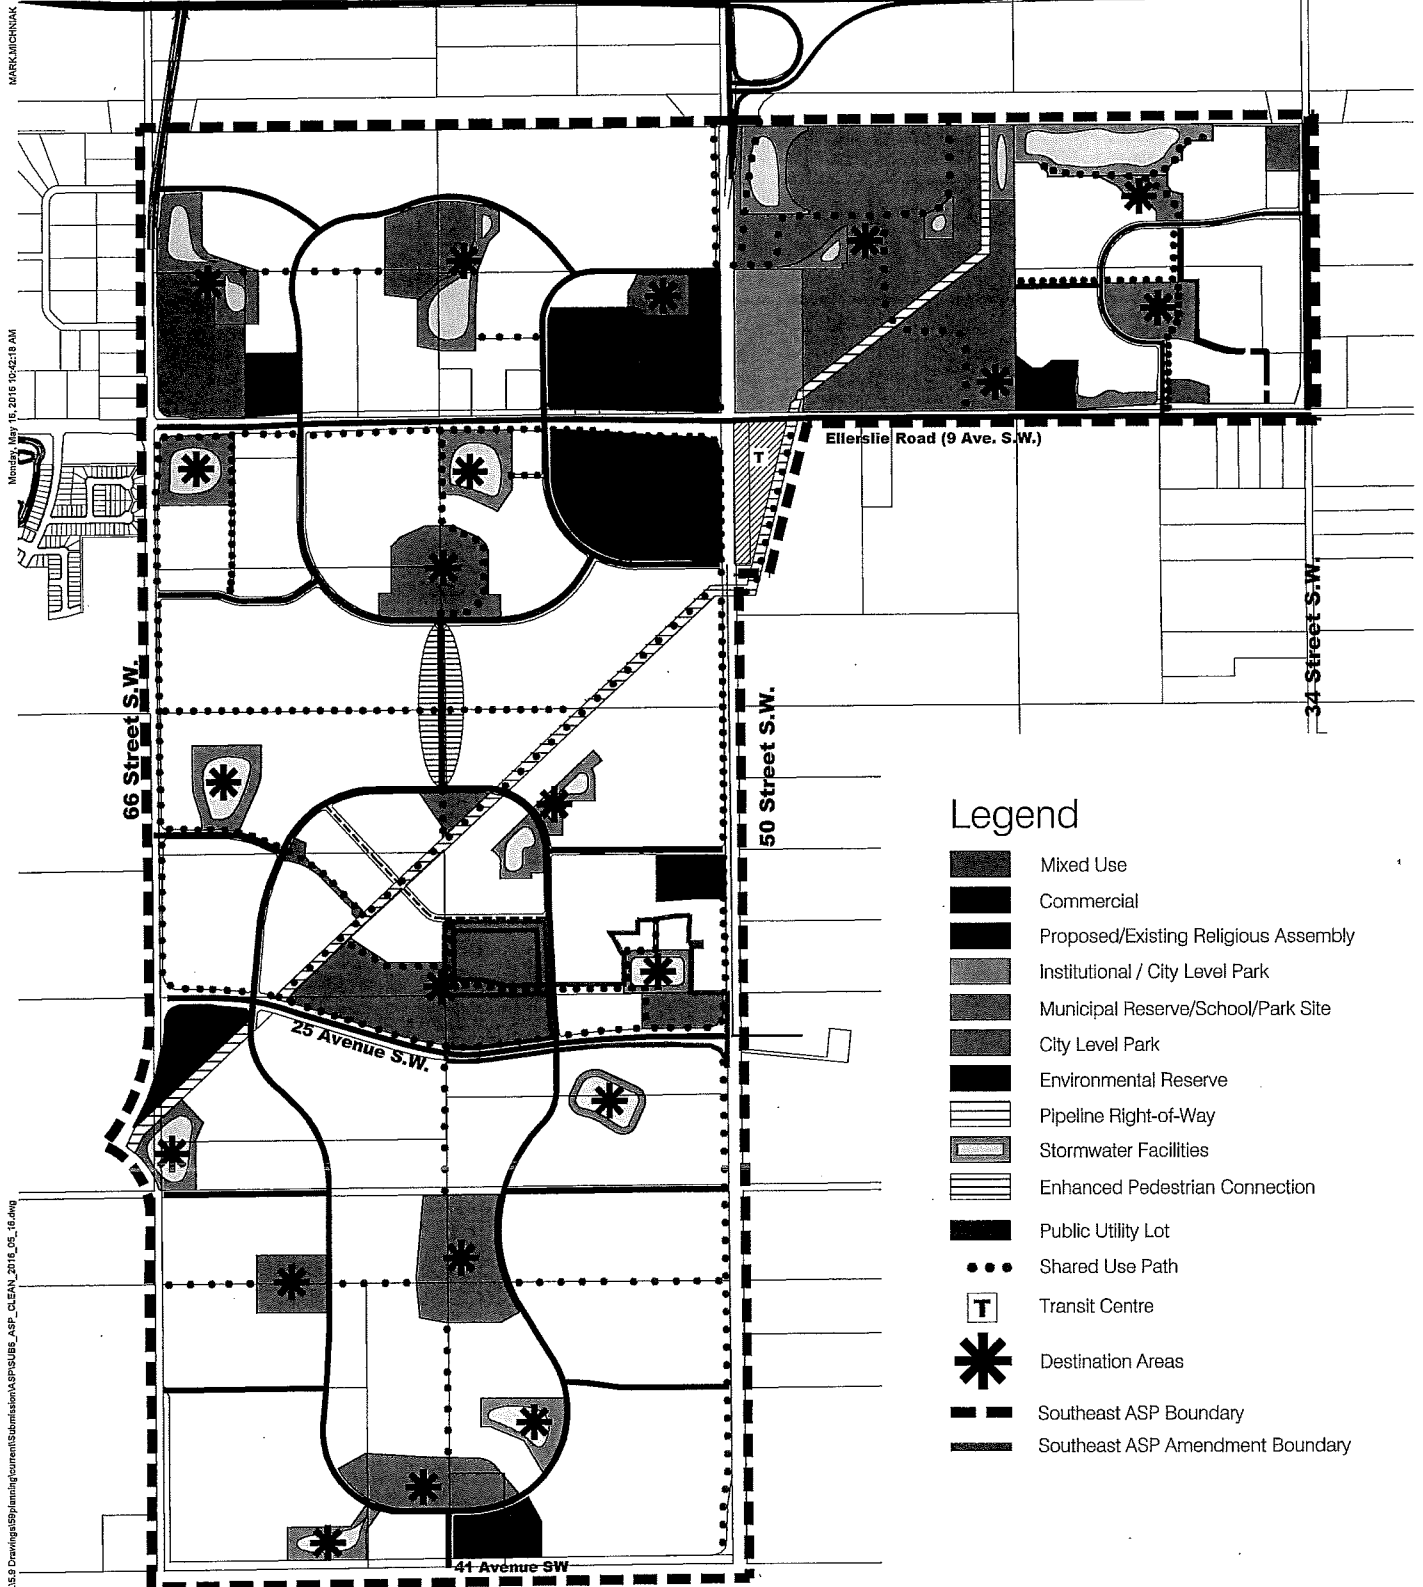 MARK.MICHNIAK
Monday, May 16, 2016 10:42:18 AM
Ellerslie Road (9 Ave. S.W.)
T
66 Street S.W.
50 Street S.W.
34 Street S.W.
25 Avenue S.W.
41 Avenue SW
Legend
Mixed Use
Commercial
Proposed/Existing Religious Assembly
Institutional / City Level Park
Municipal Reserve/School/Park Site
City Level Park
Environmental Reserve
Pipeline Right-of-Way
Stormwater Facilities
Enhanced Pedestrian Connection
Public Utility Lot
Shared Use Path
T Transit Centre
Destination Areas
Southeast ASP Boundary
Southeast ASP Amendment Boundary